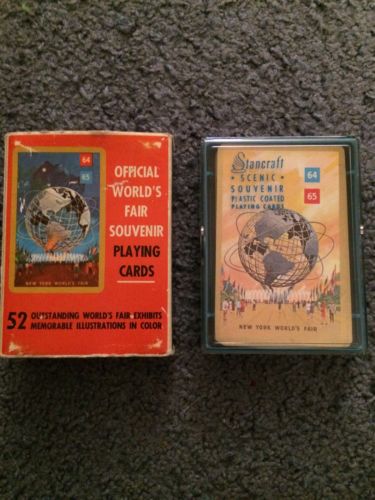 64
65
NEW YORK WORLD'S FAIR
OFFICIAL
WORLD'S
FAIR
SOUVENIR
PLAYING
CARDS
52 OUTSTANDING WORLD'S FAIR EXHIBITS
MEMORABLE ILLUSTRATIONS IN COLOR
Stancraft
• SCENIC •
SOUVENIR
PLASTIC COATED
PLAYING CARDS
64
65
NEW YORK WORLD'S FAIR